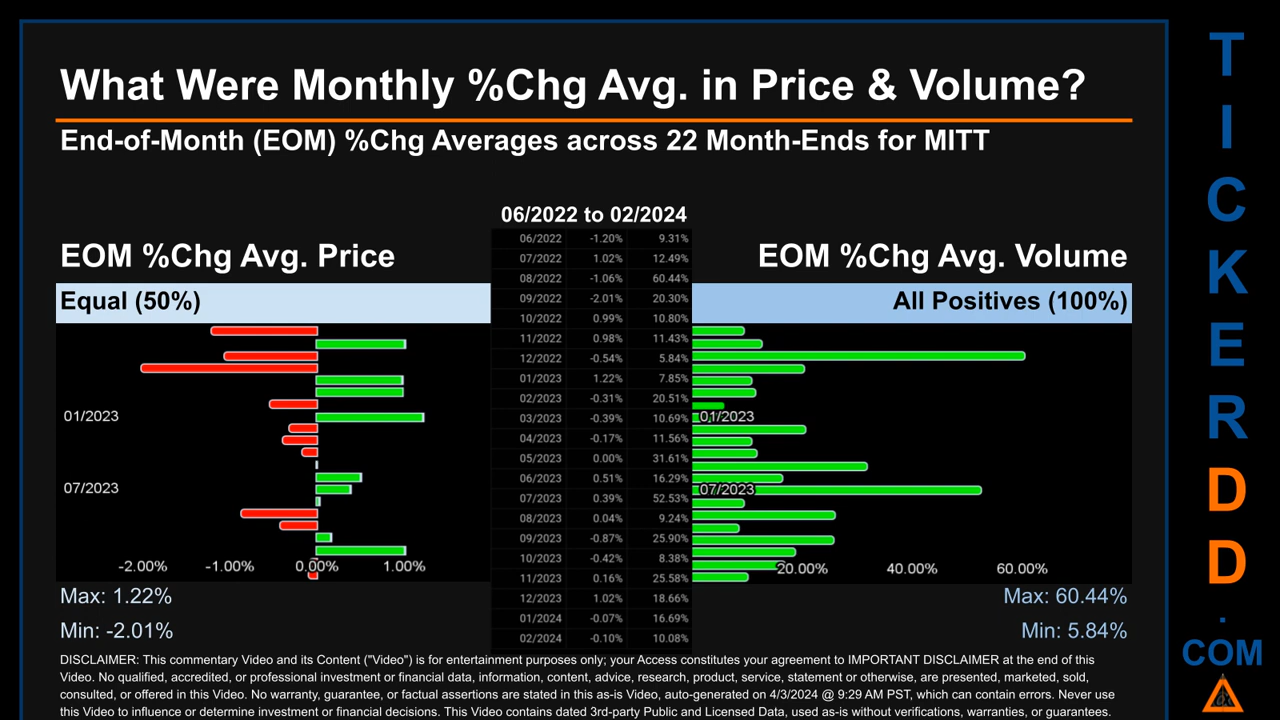 What Were Monthly %Chg Avg. in Price & Volume?
End-of-Month (EOM) %Chg Averages across 22 Month-Ends for MITT
06/2022 to 02/2024
EOM %Chg Avg. Price
EOM %Chg Avg. Volume
Equal (50%)
All Positives (100%)
06/2022 -1.20% 9.31%
07/2022 1.02% 12.49%
08/2022 -1.06% 60.44%
09/2022 -2.01% 20.30%
10/2022 0.99% 10.80%
11/2022 0.98% 11.43%
12/2022 -0.54% 5.84%
01/2023 1.22% 7.85%
02/2023 -0.31% 20.51%
03/2023 -0.39% 10.69%
04/2023 -0.17% 11.56%
05/2023 0.00% 31.61%
06/2023 0.51% 16.29%
07/2023 0.39% 52.53%
08/2023 0.04% 9.24%
09/2023 -0.87% 25.90%
10/2023 -0.42% 8.38%
11/2023 0.16% 25.58%
12/2023 1.02% 18.66%
01/2024 -0.07% 16.69%
02/2024 -0.10% 10.08%
01/2023
07/2023
-2.00% -1.00% 0.00% 1.00%
01/2023
07/2023
20.00% 40.00% 60.00%
Max: 1.22%
Min: -2.01%
Max: 60.44%
Min: 5.84%
DISCLAIMER: This commentary Video and its Content ("Video") is for entertainment purposes only; your Access constitutes your agreement to IMPORTANT DISCLAIMER at the end of this
Video. No qualified, accredited, or professional investment or financial data, information, content, advice, research, product, service, statement or otherwise, are presented, marketed, sold,
consulted, or offered in this Video. No warranty, guarantee, or factual assertions are stated in this as-is Video, auto-generated on 4/3/2024 @ 9:29 AM PST, which can contain errors. Never use
this Video to influence or determine investment or financial decisions. This Video contains dated 3rd-party Public and Licensed Data, used as-is without verifications, warranties, or guarantees.
T
I
C
K
E
R
D
D
.
COM